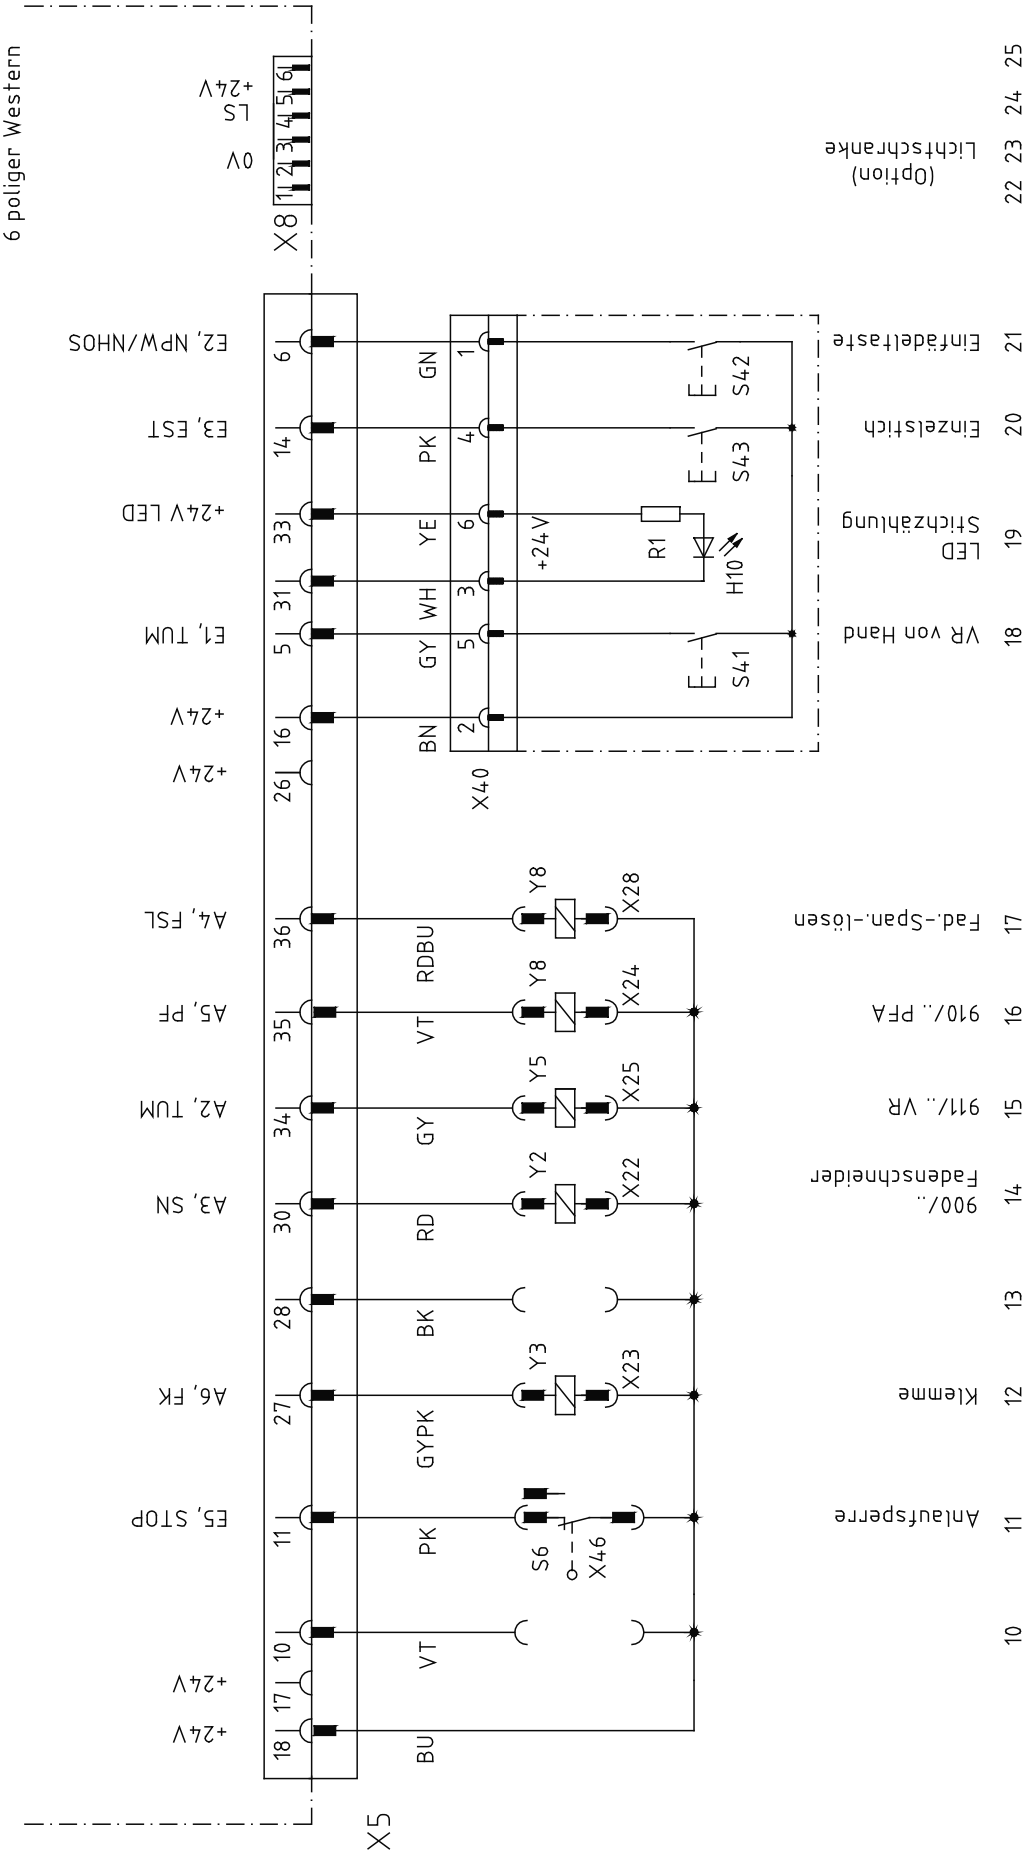 6 poliger Western
+24V
LS
0V
1 2 3 4 5 6
X8
Lichtschranke
(Option)
25
24
23
22
E2, NPW/NHOS
6
GN
1
S42
Einfädeltaste
21
E3, EST
14
PK
4
S43
Einzelstich
20
+24V LED
33
YE
6
+24V
R1
H10
Stichzählung
LED
19
31
WH
3
E1, TUM
5
GY
5
S41
VR von Hand
18
+24V
16
BN
2
+24V
26
X40
A4, FSL
36
RDBU
Y8
X28
Fad.-Span.-lösen
17
A5, PF
35
VT
Y8
X24
910/.. PFA
16
A2, TUM
34
GY
Y5
X25
911/.. VR
15
A3, SN
30
RD
Y2
X22
900/..
Fadenschneider
14
28
BK
13
A6, FK
27
GYPK
Y3
X23
Klemme
12
E5, STOP
11
PK
S6
X46
Anlaufsperre
11
10
VT
10
+24V
17
+24V
18
BU
X5